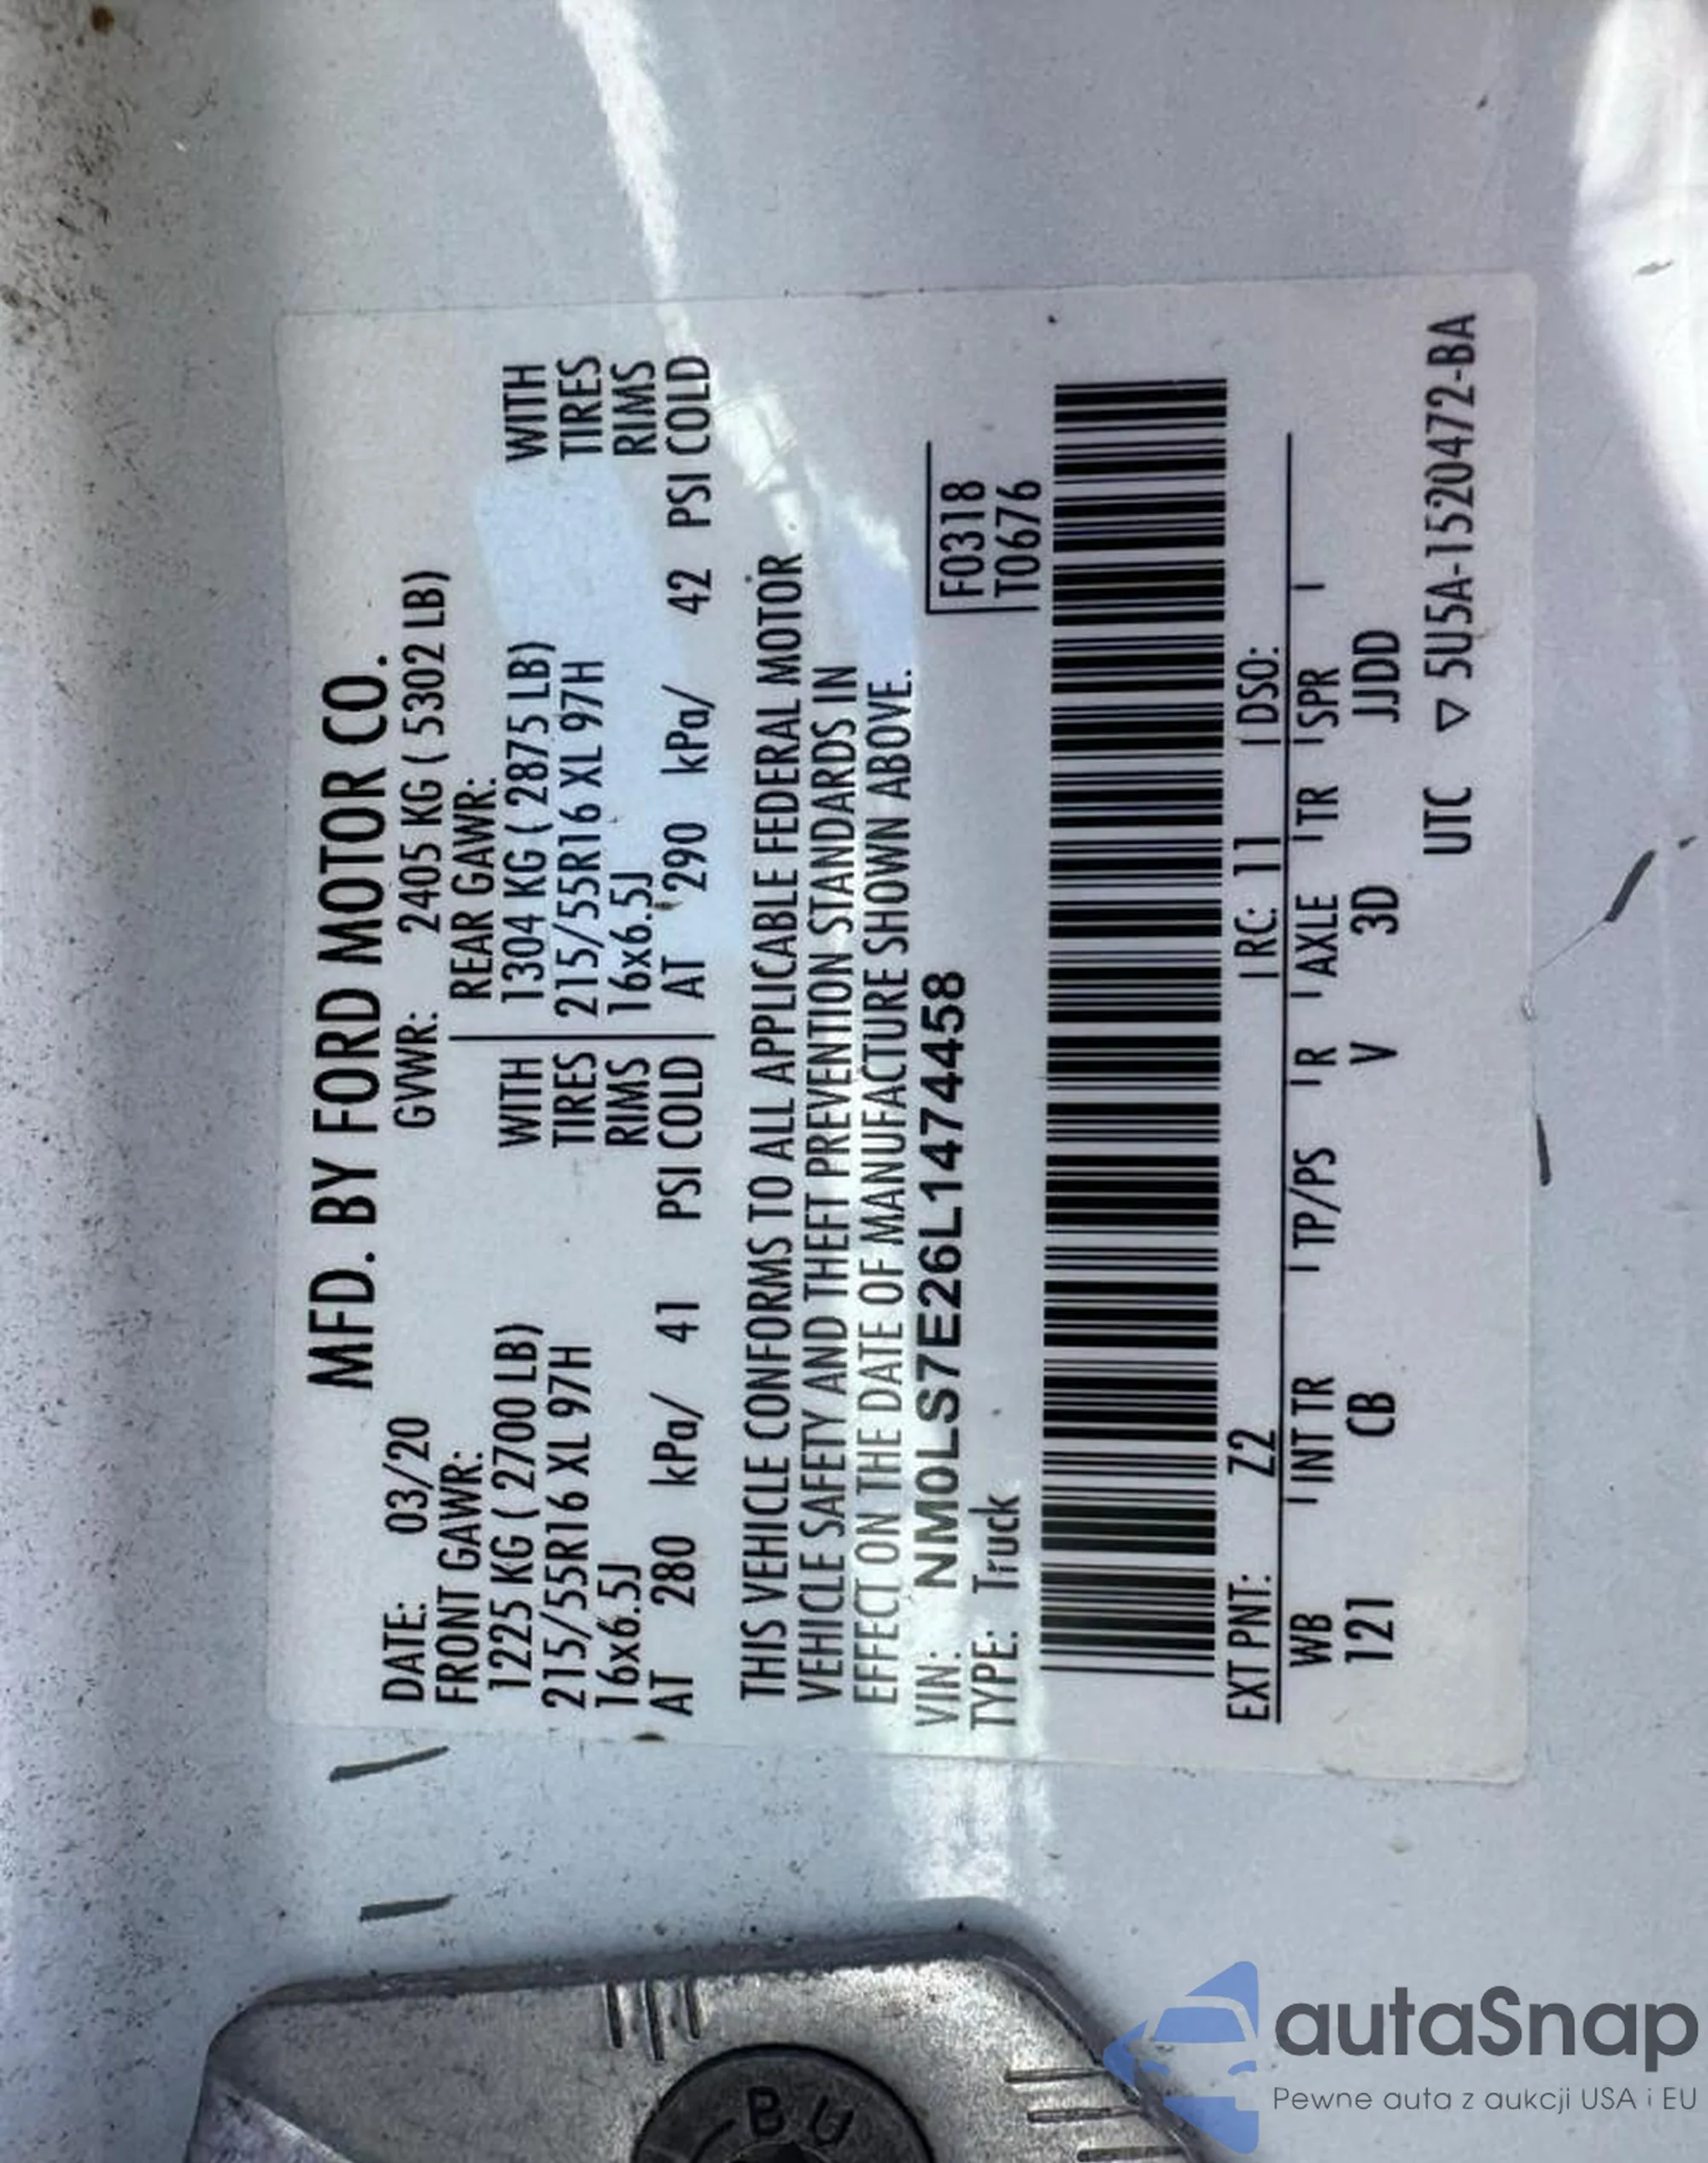 MFD. BY FORD MOTOR CO.
DATE: 03/20 GVWR: 2405 KG ( 5302 LB)
FRONT GAWR: REAR GAWR:
1225 KG ( 2700 LB) WITH 1304 KG ( 2875 LB) WITH
215/55R16 XL 97H TIRES 215/55R16 XL 97H TIRES
16x6.5J RIMS 16x6.5J RIMS
AT 280 kPa/ 41 PSI COLD AT 290 kPa/ 42 PSI COLD
THIS VEHICLE CONFORMS TO ALL APPLICABLE FEDERAL MOTOR
VEHICLE SAFETY AND THEFT PREVENTION STANDARDS IN
EFFECT ON THE DATE OF MANUFACTURE SHOWN ABOVE.
VIN: NM0LS7E26L1474458 F0318
TYPE: Truck T0676
EXT PNT: Z2 RC: 11 DSO:
WB INT TR TP/PS R AXLE TR SPR
121 CB V 3D JJDD
UTC ▽ 5U5A-1520472-BA
B U
autaSnap
Pewne auta z aukcji USA i EU